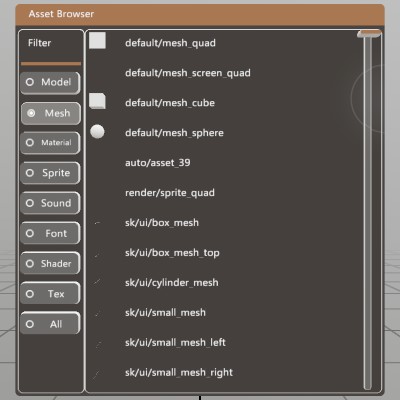 Asset Browser
Filter
Model
Mesh
Material
Sprite
Sound
Font
Shader
Tex
All
default/mesh_quad
default/mesh_screen_quad
default/mesh_cube
default/mesh_sphere
auto/asset_39
render/sprite_quad
sk/ui/box_mesh
sk/ui/box_mesh_top
sk/ui/cylinder_mesh
sk/ui/small_mesh
sk/ui/small_mesh_left
sk/ui/small_mesh_right